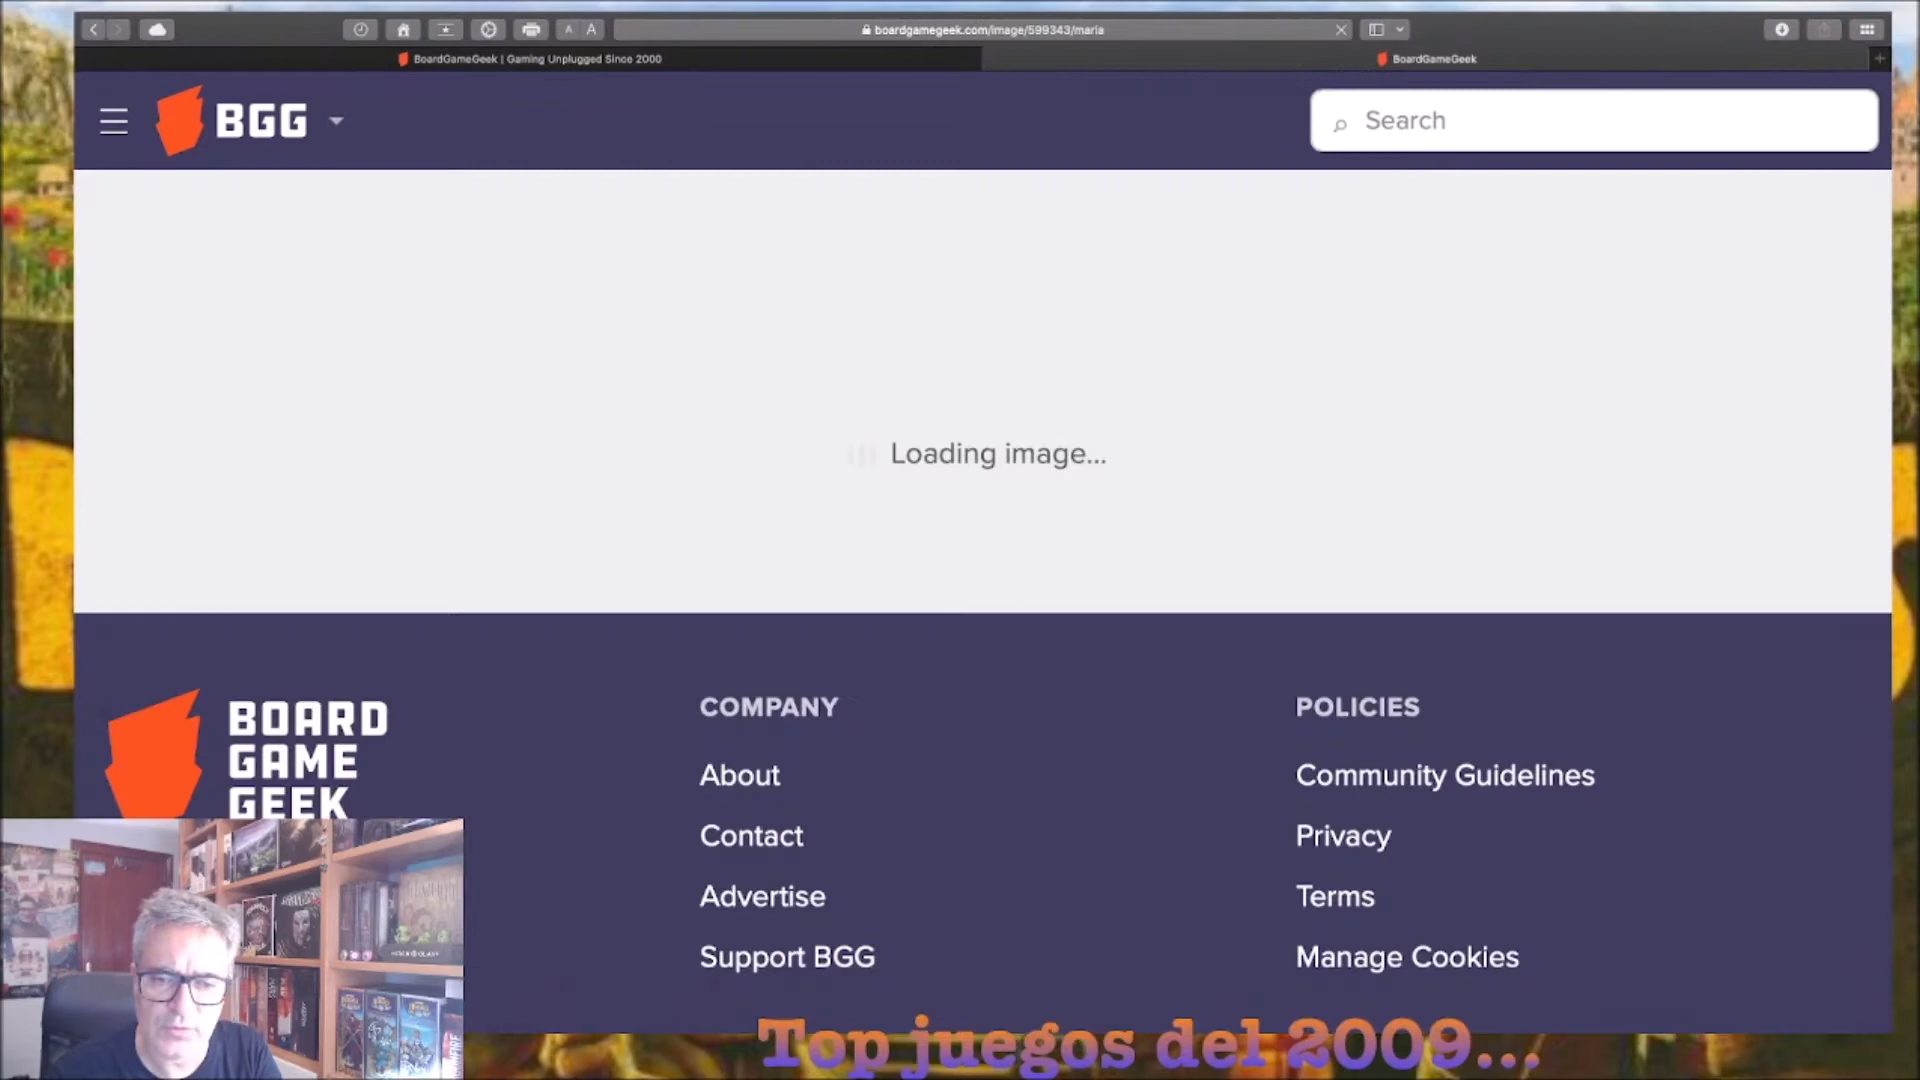 A A
boardgamegeek.com/image/599343/maria
BoardGameGeek | Gaming Unplugged Since 2000
BoardGameGeek
BGG
Search
Loading image...
BOARD
GAME
GEEK
COMPANY
About
Contact
Advertise
Support BGG
POLICIES
Community Guidelines
Privacy
Terms
Manage Cookies
Top juegos del 2009...